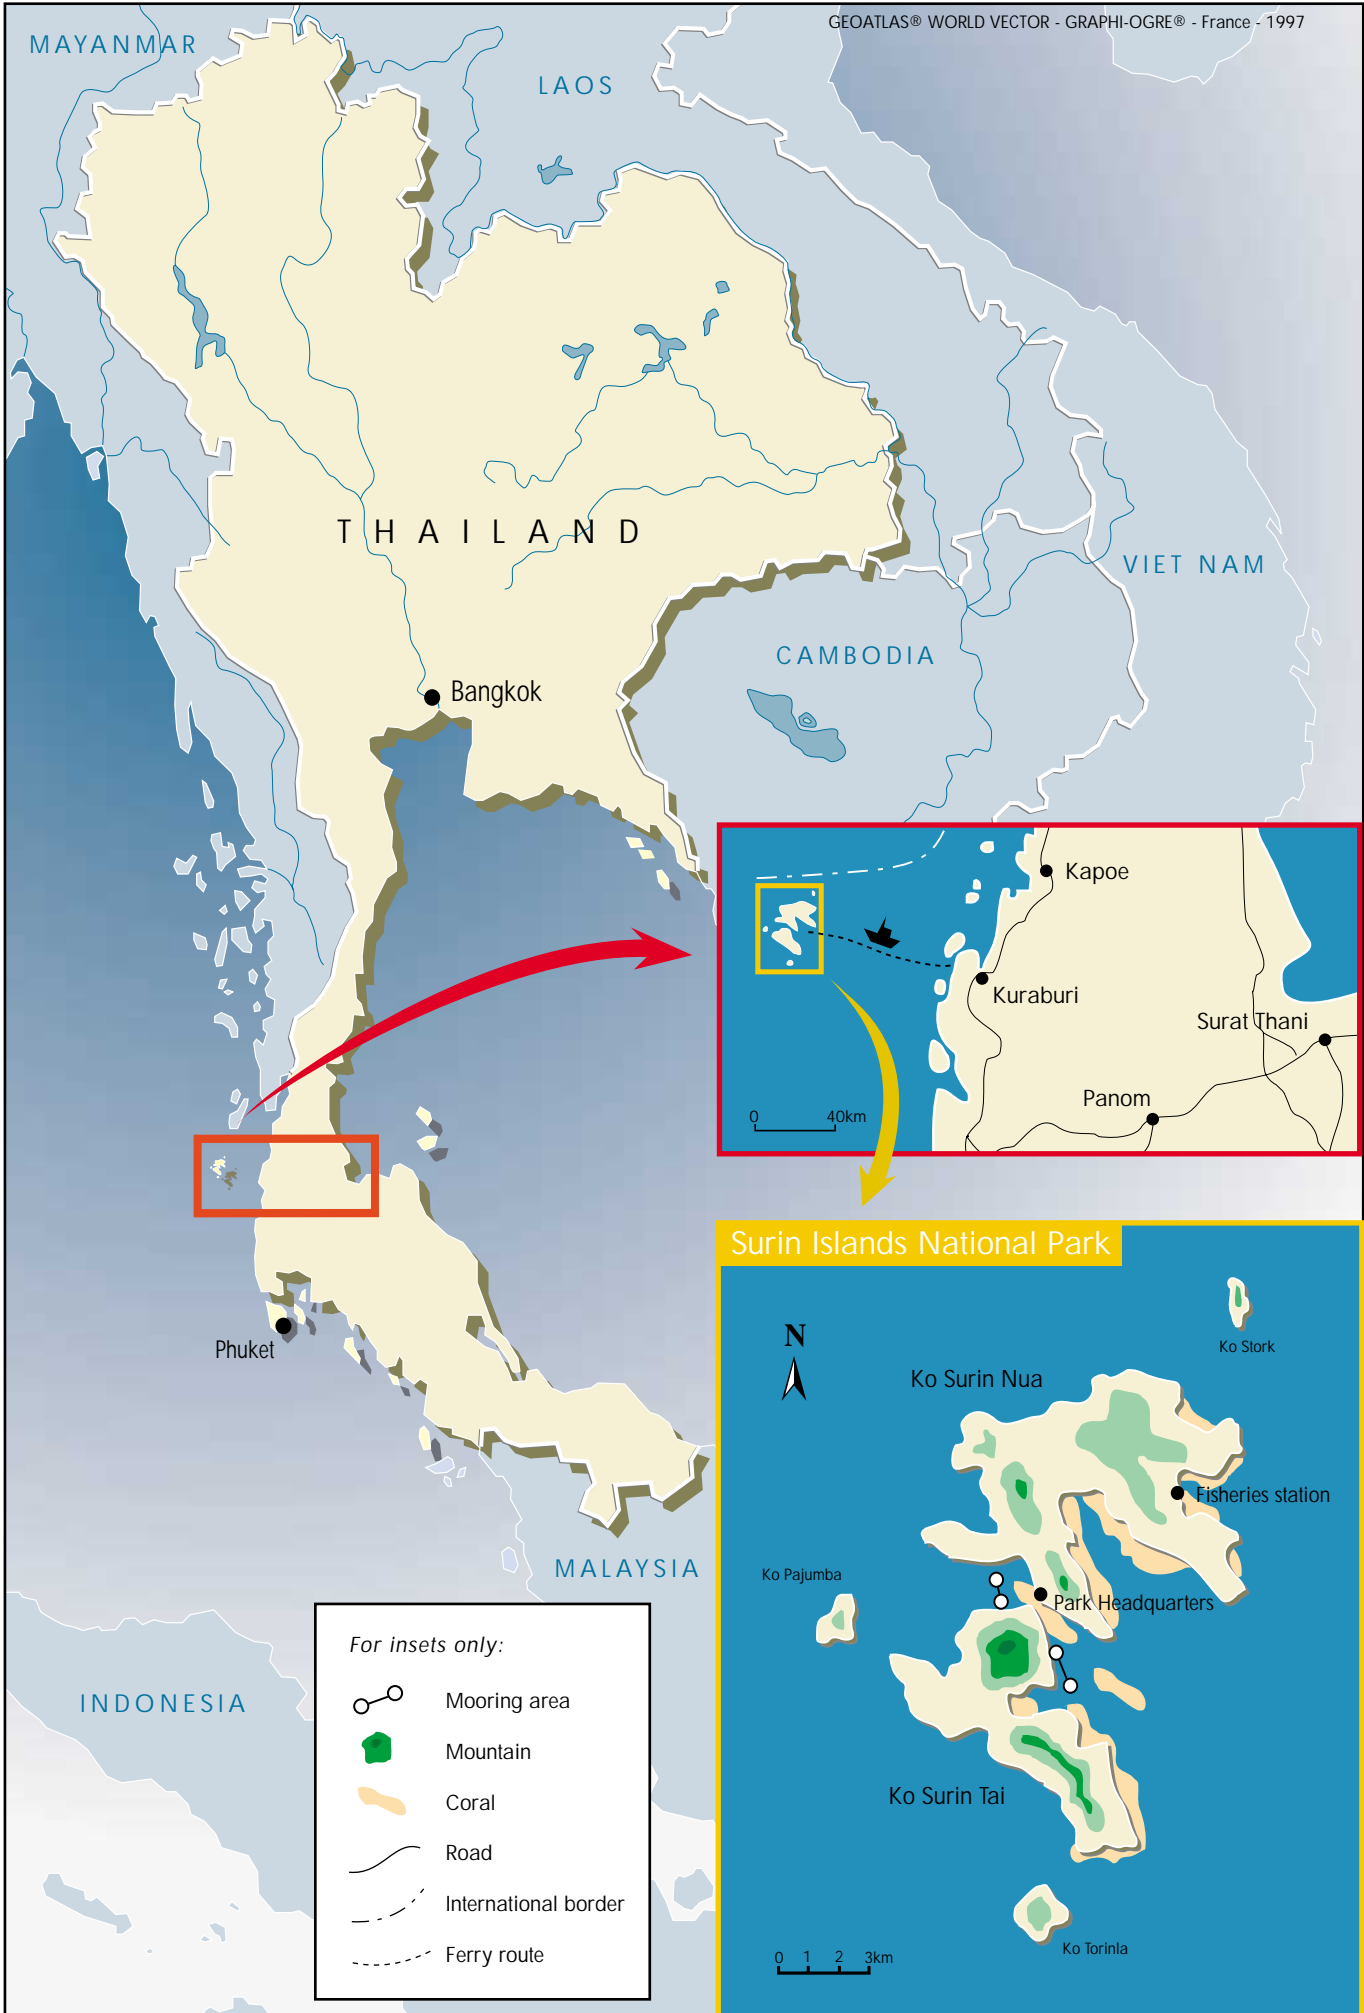 GEOATLAS® WORLD VECTOR - GRAPHI-OGRE® - France - 1997
MAYANMAR
LAOS
THAILAND
VIET NAM
CAMBODIA
Bangkok
Kapoe
Kuraburi
Surat Thani
Panom
0 40km
Phuket
MALAYSIA
INDONESIA
Surin Islands National Park
N
Ko Stork
Ko Surin Nua
Fisheries station
Ko Pajumba
Park Headquarters
Ko Surin Tai
Ko Torinla
0 1 2 3km
For insets only:
Mooring area
Mountain
Coral
Road
International border
Ferry route